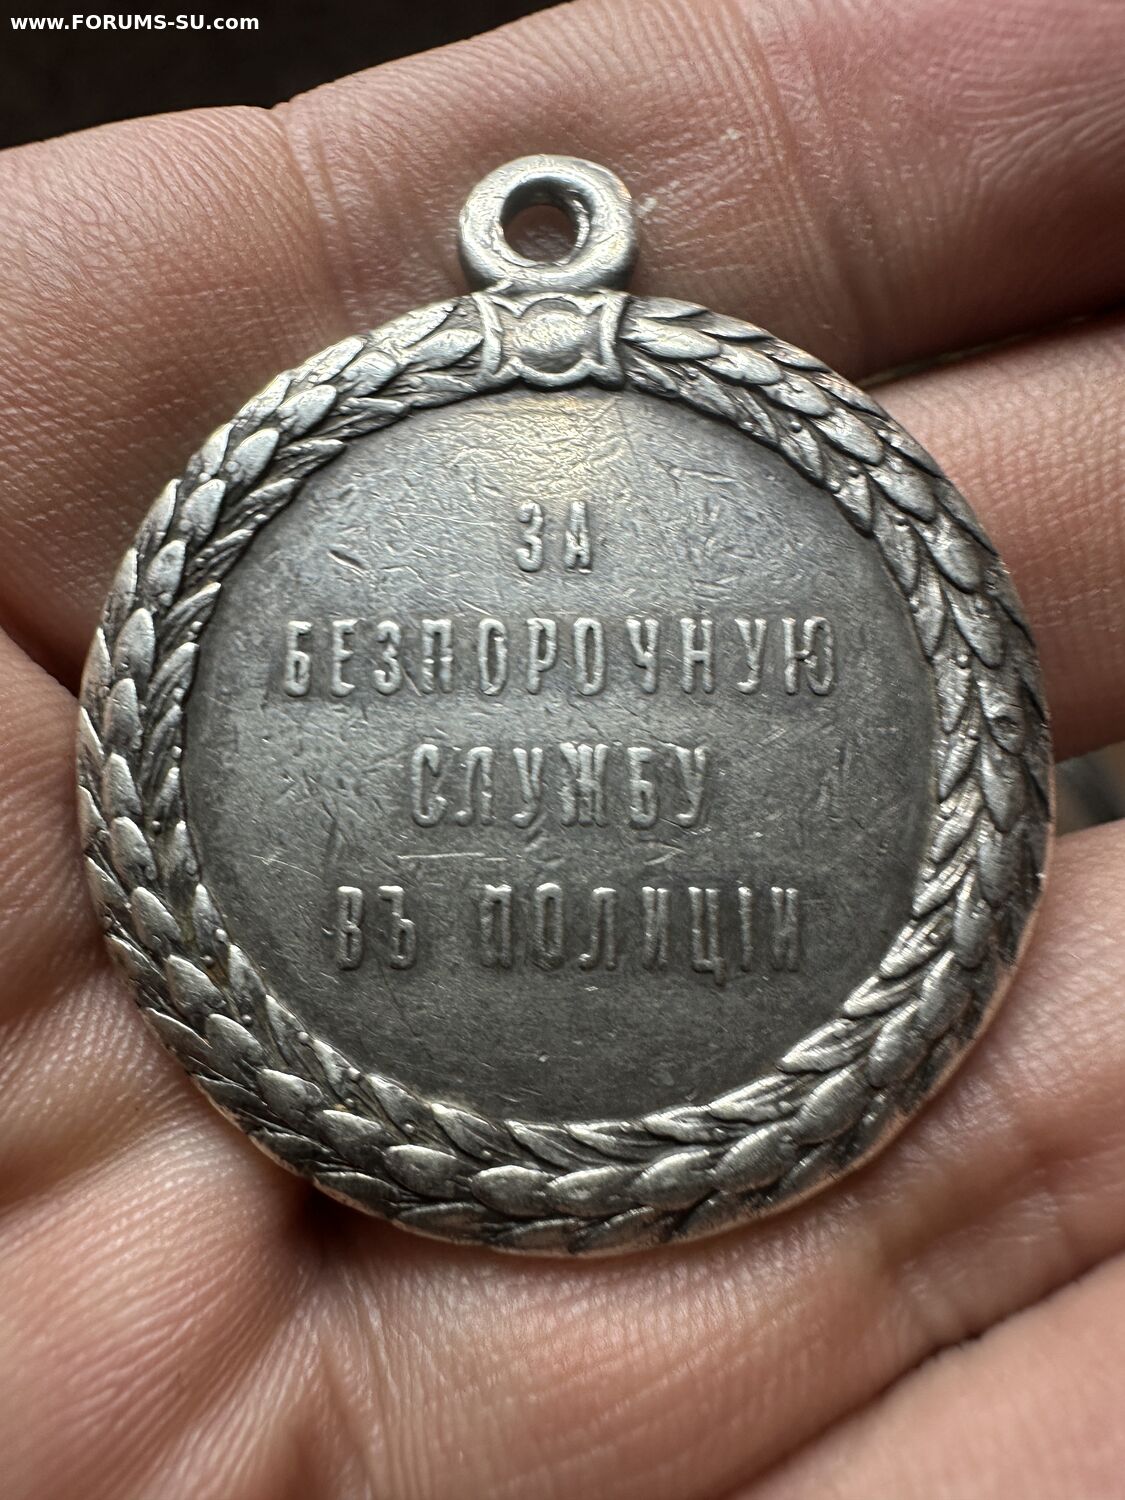 www.FORUMS-SU.com
ЗА
БЕЗПОРОЧНУЮ
СЛУЖБУ
ВЪ ПОЛИЦІИ